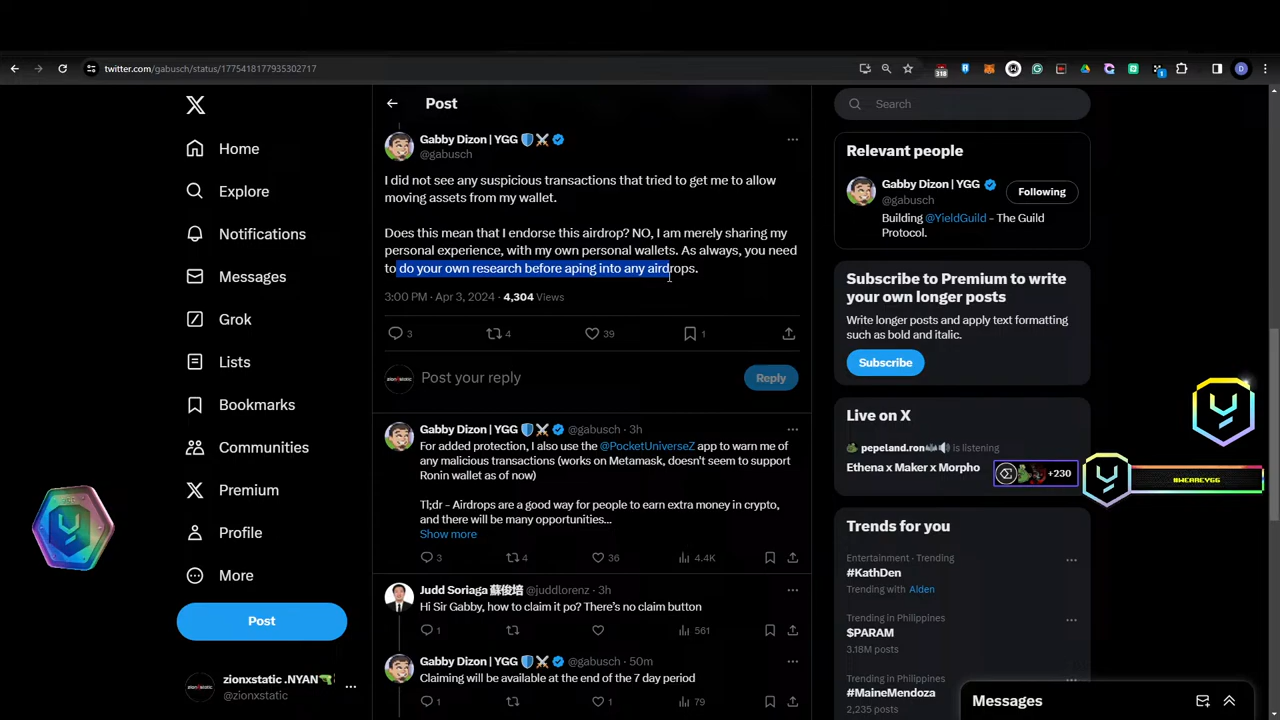 twitter.com/gabusch/status/1775418177935302717
318
1
D
Home
Explore
Notifications
Messages
Grok
Lists
Bookmarks
Communities
Premium
Profile
More
Post
zionxstatic .NYAN
@zionxstatic
Post
Gabby Dizon | YGG
@gabusch
I did not see any suspicious transactions that tried to get me to allow
moving assets from my wallet.
Does this mean that I endorse this airdrop? NO, I am merely sharing my
personal experience, with my own personal wallets. As always, you need
to do your own research before aping into any airdrops.
3:00 PM · Apr 3, 2024 · 4,304 Views
3
4
39
1
Post your reply
Reply
Gabby Dizon | YGG @gabusch · 3h
For added protection, I also use the @PocketUniverseZ app to warn me of
any malicious transactions (works on Metamask, doesn't seem to support
Ronin wallet as of now)
Tl;dr – Airdrops are a good way for people to earn extra money in crypto,
and there will be many opportunities...
Show more
3
4
36
4.4K
Judd Soriaga 蘇俊培 @juddlorenz · 3h
Hi Sir Gabby, how to claim it po? There's no claim button
1
561
Gabby Dizon | YGG @gabusch · 50m
Claiming will be available at the end of the 7 day period
1
1
79
Search
Relevant people
Gabby Dizon | YGG
@gabusch
Following
Building @YieldGuild – The Guild
Protocol.
Subscribe to Premium to write
your own longer posts
Write longer posts and apply text formatting
such as bold and italic.
Subscribe
Live on X
pepeland.ron is listening
Ethena x Maker x Morpho
+230
#WEAREYGG
Trends for you
Entertainment · Trending
#KathDen
Trending with Alden
Trending in Philippines
$PARAM
3.18M posts
Trending in Philippines
#MaineMendoza
2,235 posts
Messages